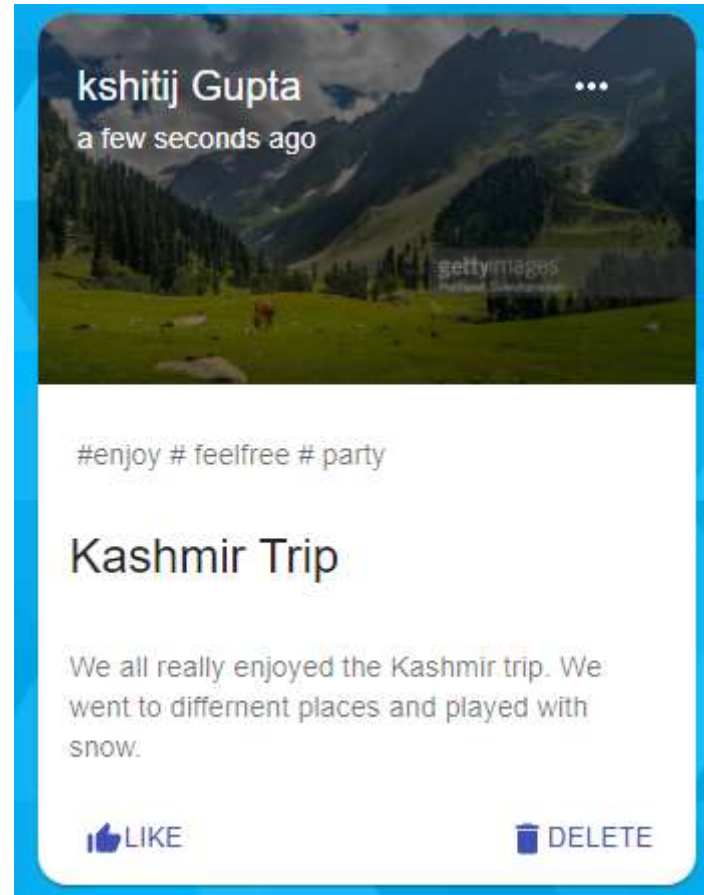 kshitij Gupta
a few seconds ago
gettyimages
#enjoy # feelfree # party
Kashmir Trip
We all really enjoyed the Kashmir trip. We
went to differnent places and played with
snow.
LIKE
DELETE